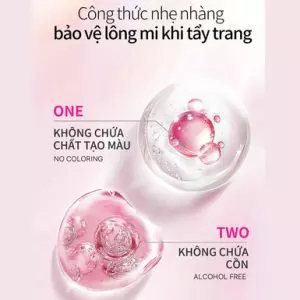 Công thức nhẹ nhàng
bảo vệ lông mi khi tẩy trang
ONE
KHÔNG CHỨA
CHẤT TẠO MÀU
NO COLORING
TWO
KHÔNG CHỨA
CỒN
ALCOHOL FREE